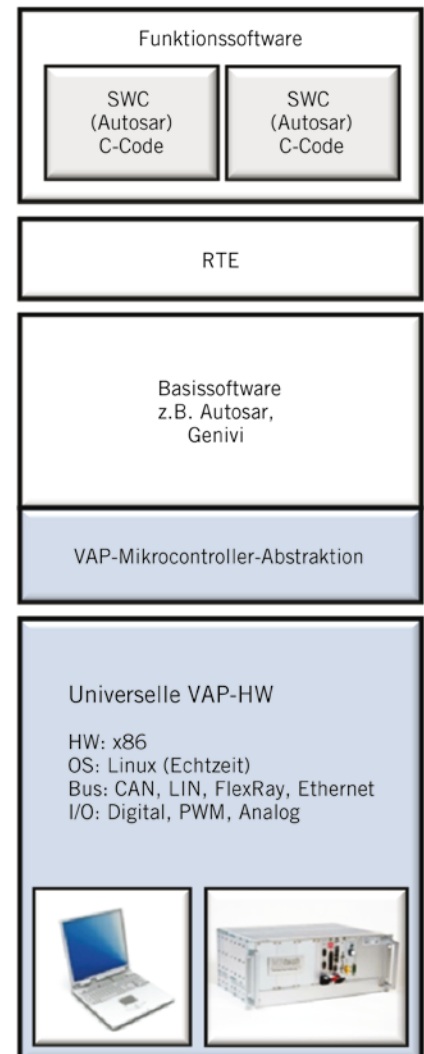 Funktionssoftware
SWC
(Autosar)
C-Code
SWC
(Autosar)
C-Code
RTE
Basissoftware
z.B. Autosar,
Genivi
VAP-Mikrocontroller-Abstraktion
Universelle VAP-HW
HW: x86
OS: Linux (Echtzeit)
Bus: CAN, LIN, FlexRay, Ethernet
I/O: Digital, PWM, Analog